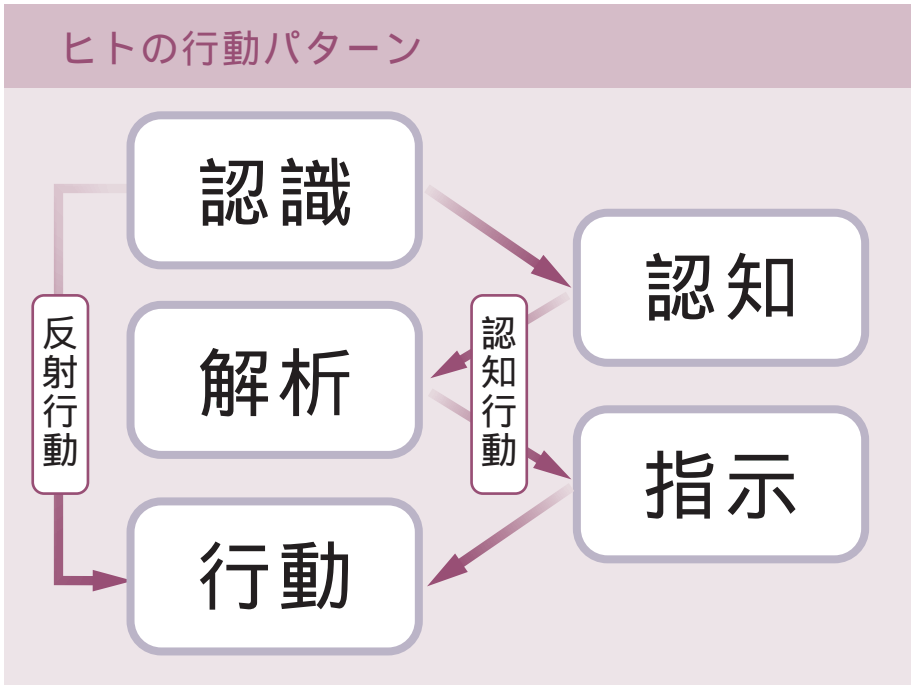 ヒトの行動パターン
認識
認知
反射行動
認知行動
解析
指示
行動